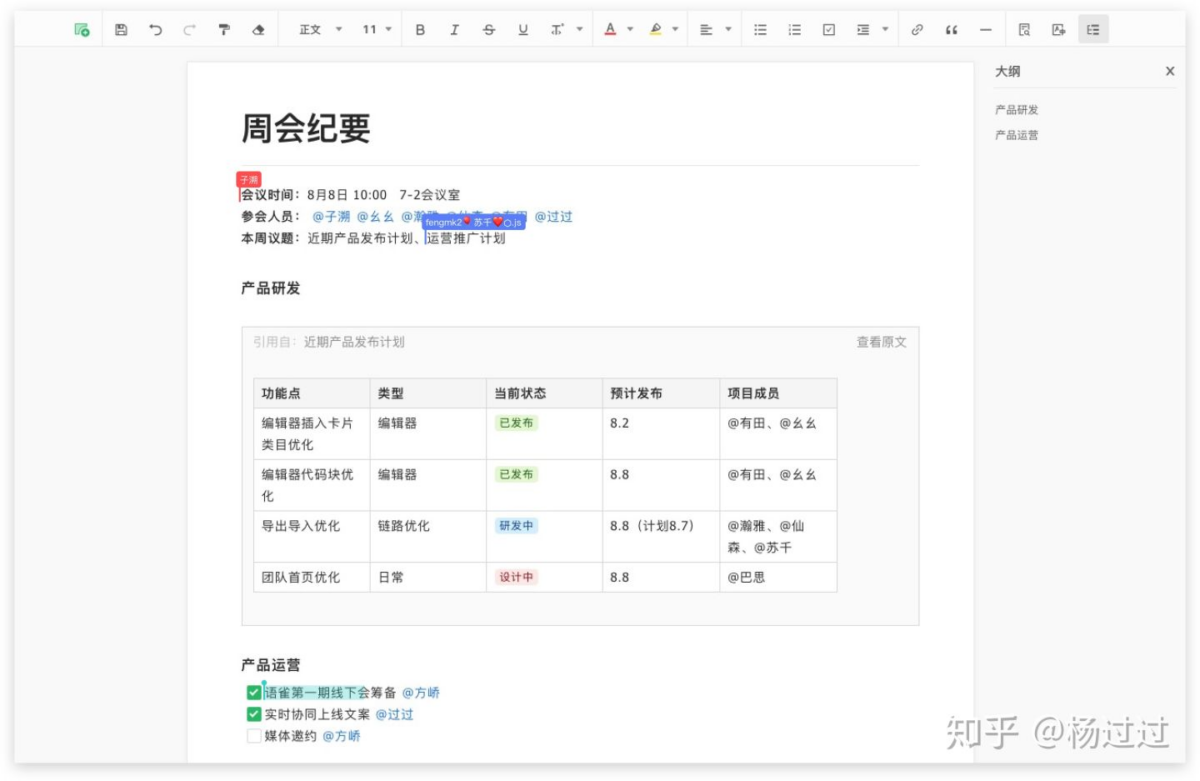 正文 11 B I S U T A
大纲 X
产品研发
产品运营
周会纪要
子溯
会议时间：8月8日 10:00 7-2会议室
参会人员： @子溯 @幺幺 @瀚雅 @有田 @过过
fengmk2 苏千 .js
本周议题：近期产品发布计划、运营推广计划
产品研发
引用自：近期产品发布计划 查看原文
功能点 类型 当前状态 预计发布 项目成员
编辑器插入卡片 编辑器 已发布 8.2 @有田、@幺幺
类目优化
编辑器代码块优 编辑器 已发布 8.8 @有田、@幺幺
化
导出导入优化 链路优化 研发中 8.8（计划8.7） @瀚雅、@仙
森、@苏千
团队首页优化 日常 设计中 8.8 @巴思
产品运营
语雀第一期线下会筹备 @方峤
实时协同上线文案 @过过
媒体邀约 @方峤
知乎 @杨过过